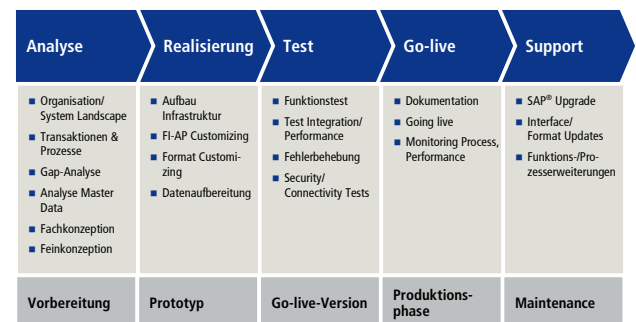 Analyse
Realisierung
Test
Go-live
Support
Organisation/
System Landscape
Transaktionen &
Prozesse
Gap-Analyse
Analyse Master
Data
Fachkonzeption
Feinkonzeption
Aufbau
Infrastruktur
FI-AP Customizing
Format Customi-
zing
Datenaufbereitung
Funktionstest
Test Integration/
Performance
Fehlerbehebung
Security/
Connectivity Tests
Dokumentation
Going live
Monitoring Process,
Performance
SAP® Upgrade
Interface/
Format Updates
Funktions-/Pro-
zesserweiterungen
Vorbereitung
Prototyp
Go-live-Version
Produktions-
phase
Maintenance